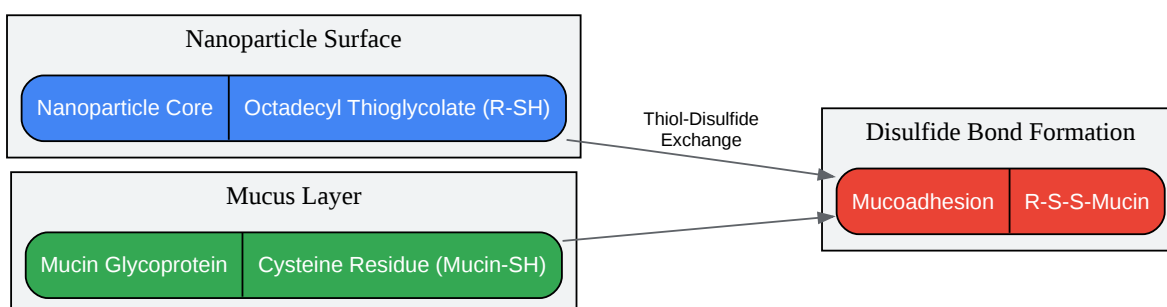 Nanoparticle Surface
Nanoparticle Core
Octadecyl Thioglycolate (R-SH)
Thiol-Disulfide
Exchange
Disulfide Bond Formation
Mucoadhesion
R-S-S-Mucin
Mucus Layer
Mucin Glycoprotein
Cysteine Residue (Mucin-SH)